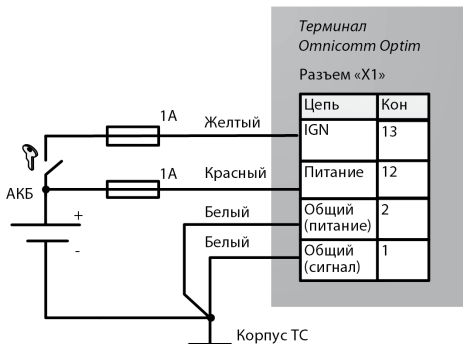 Терминал
Omnicomm Optim
Разъем «X1»
Цепь Кон
IGN 13
Питание 12
Общий (питание) 2
Общий (сигнал) 1
1А
Желтый
1А
Красный
АКБ
Белый
+
Белый
-
Корпус ТС